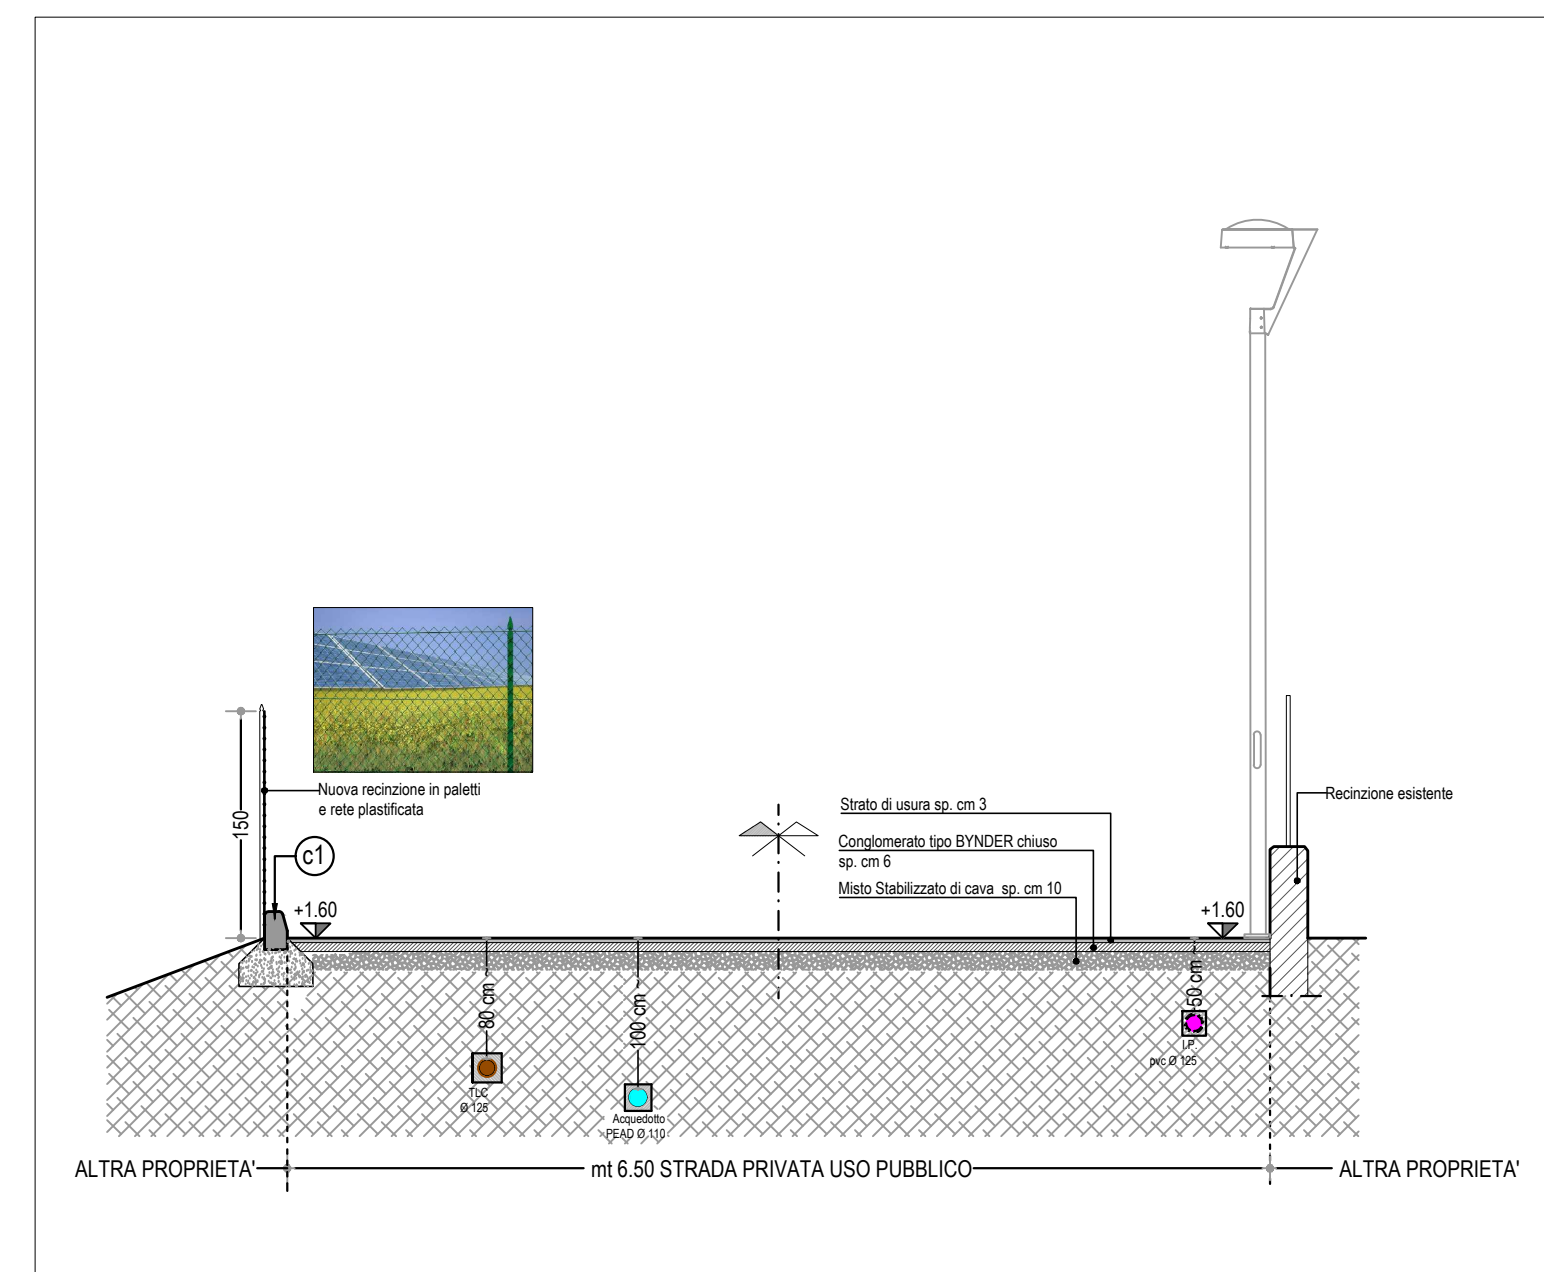 Nuova recinzione in paletti
e rete plastificata
150
c1
+1.60
Strato di usura sp. cm 3
Conglomerato tipo BYNDER chiuso
sp. cm 6
Misto Stabilizzato di cava sp. cm 10
Recinzione esistente
+1.60
80 cm
100 cm
50 cm
TLC
Ø 125
Acquedotto
PEAD Ø 110
I.P.
pvc Ø 125
ALTRA PROPRIETA'
mt 6.50 STRADA PRIVATA USO PUBBLICO
ALTRA PROPRIETA'